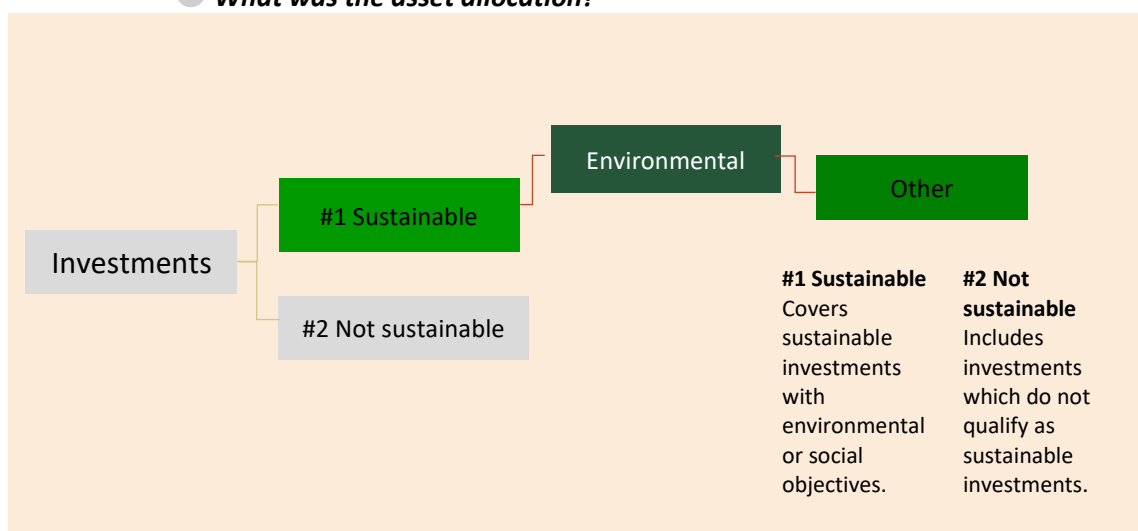 What was the asset allocation?
Environmental
Other
#1 Sustainable
Investments
#2 Not sustainable
#1 Sustainable
Covers
sustainable
investments
with
environmental
or social
objectives.
#2 Not
sustainable
Includes
investments
which do not
qualify as
sustainable
investments.